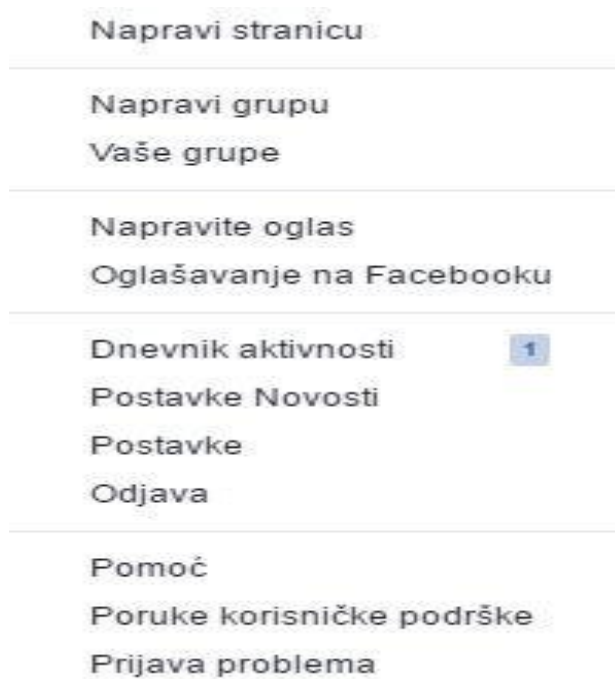 Napravi stranicu
Napravi grupu
Vaše grupe
Napravite oglas
Oglašavanje na Facebooku
Dnevnik aktivnosti 1
Postavke Novosti
Postavke
Odjava
Pomoć
Poruke korisničke podrške
Prijava problema